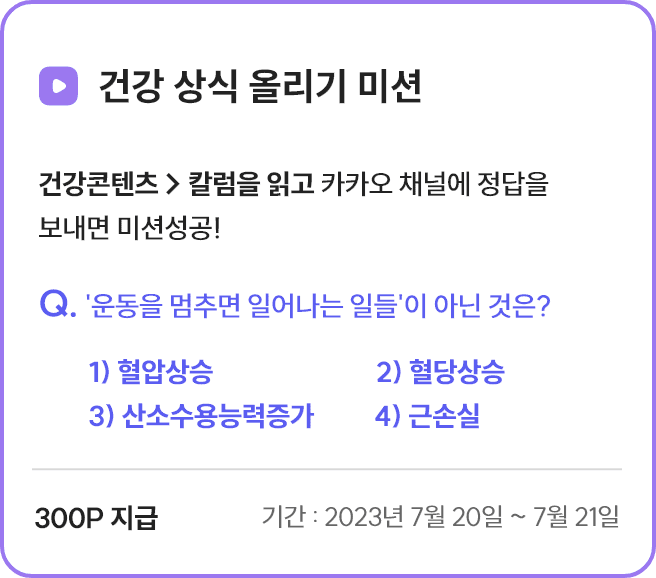 건강 상식 올리기 미션
건강콘텐츠 > 칼럼을 읽고 카카오 채널에 정답을
보내면 미션성공!
Q. '운동을 멈추면 일어나는 일들'이 아닌 것은?
1) 혈압상승 2) 혈당상승
3) 산소수용능력증가 4) 근손실
300P 지급 기간 : 2023년 7월 20일 ~ 7월 21일